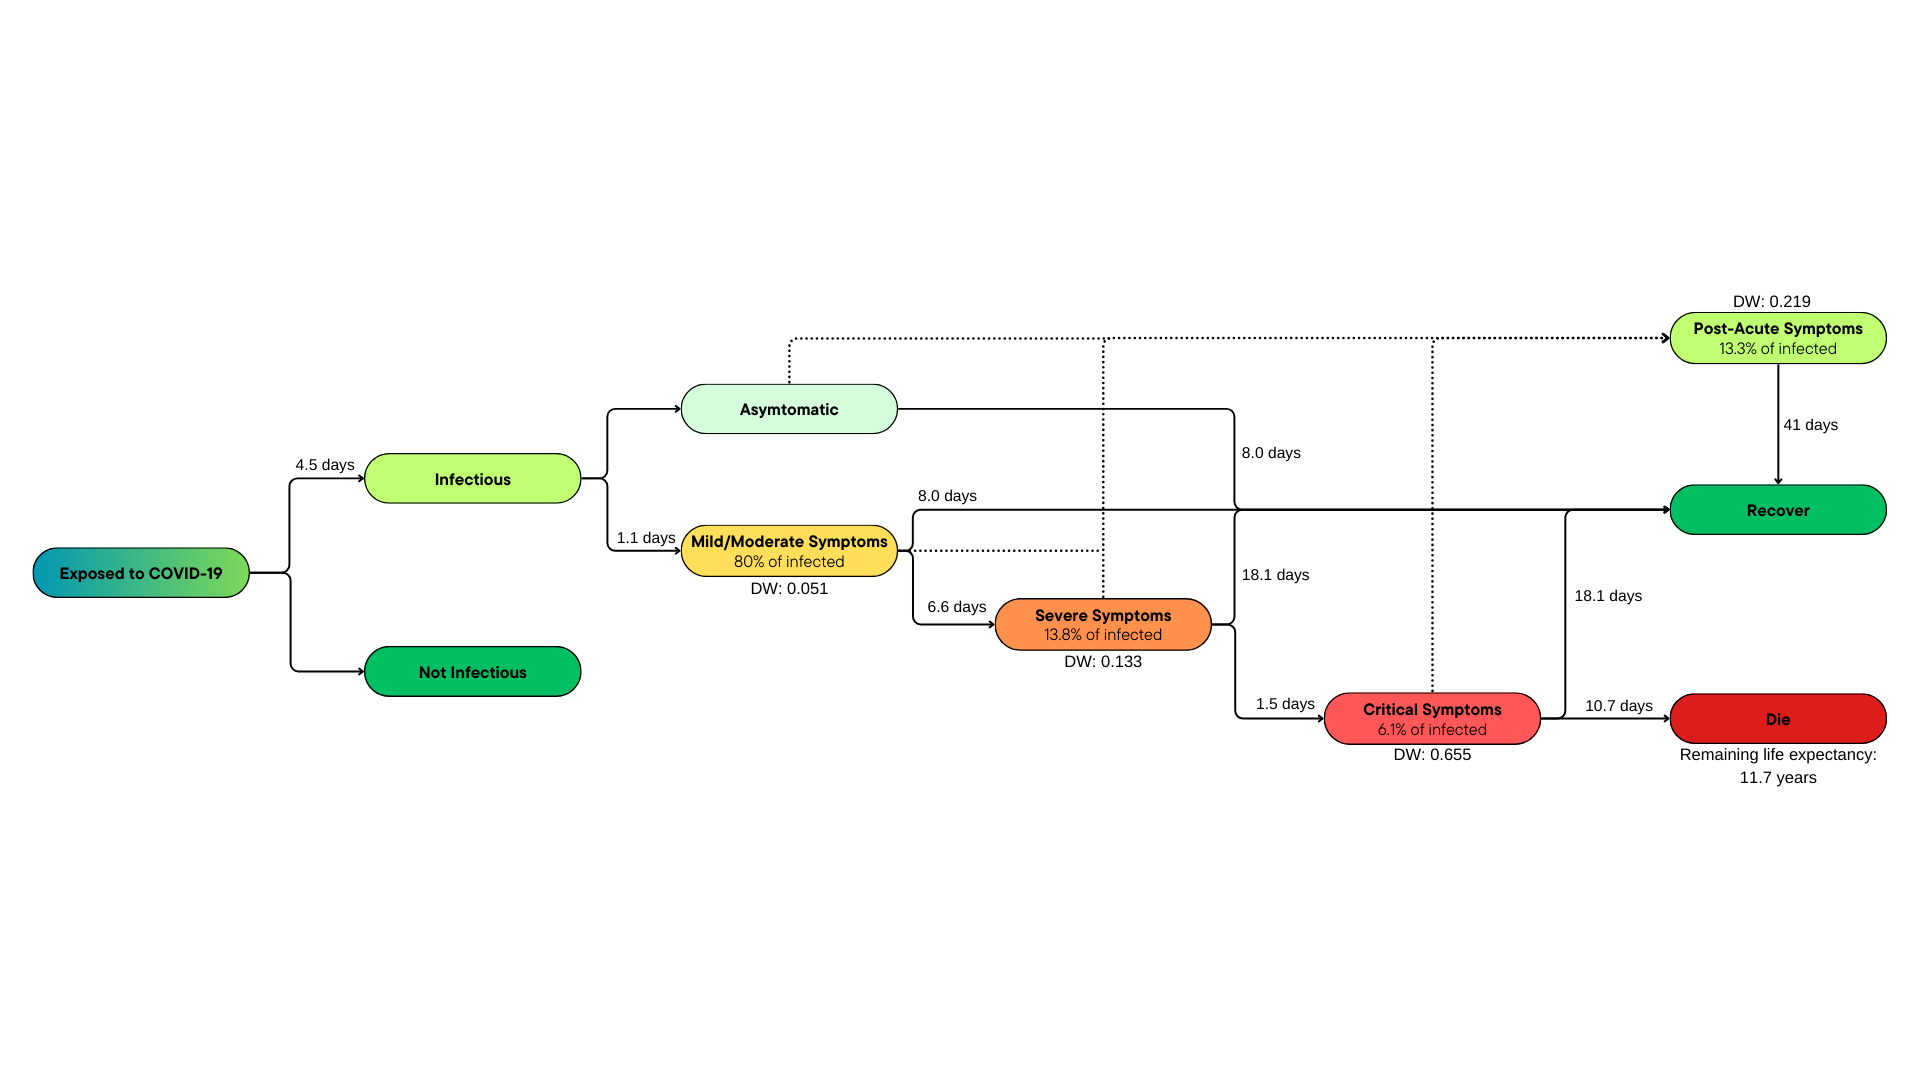 DW: 0.219
Post-Acute Symptoms
13.3% of infected
41 days
Asymtomatic
8.0 days
4.5 days
Infectious
8.0 days
Recover
1.1 days
Mild/Moderate Symptoms
80% of infected
DW: 0.051
Exposed to COVID-19
18.1 days
18.1 days
6.6 days
Severe Symptoms
13.8% of infected
DW: 0.133
Not Infectious
1.5 days
Critical Symptoms
6.1% of infected
DW: 0.655
10.7 days
Die
Remaining life expectancy:
11.7 years